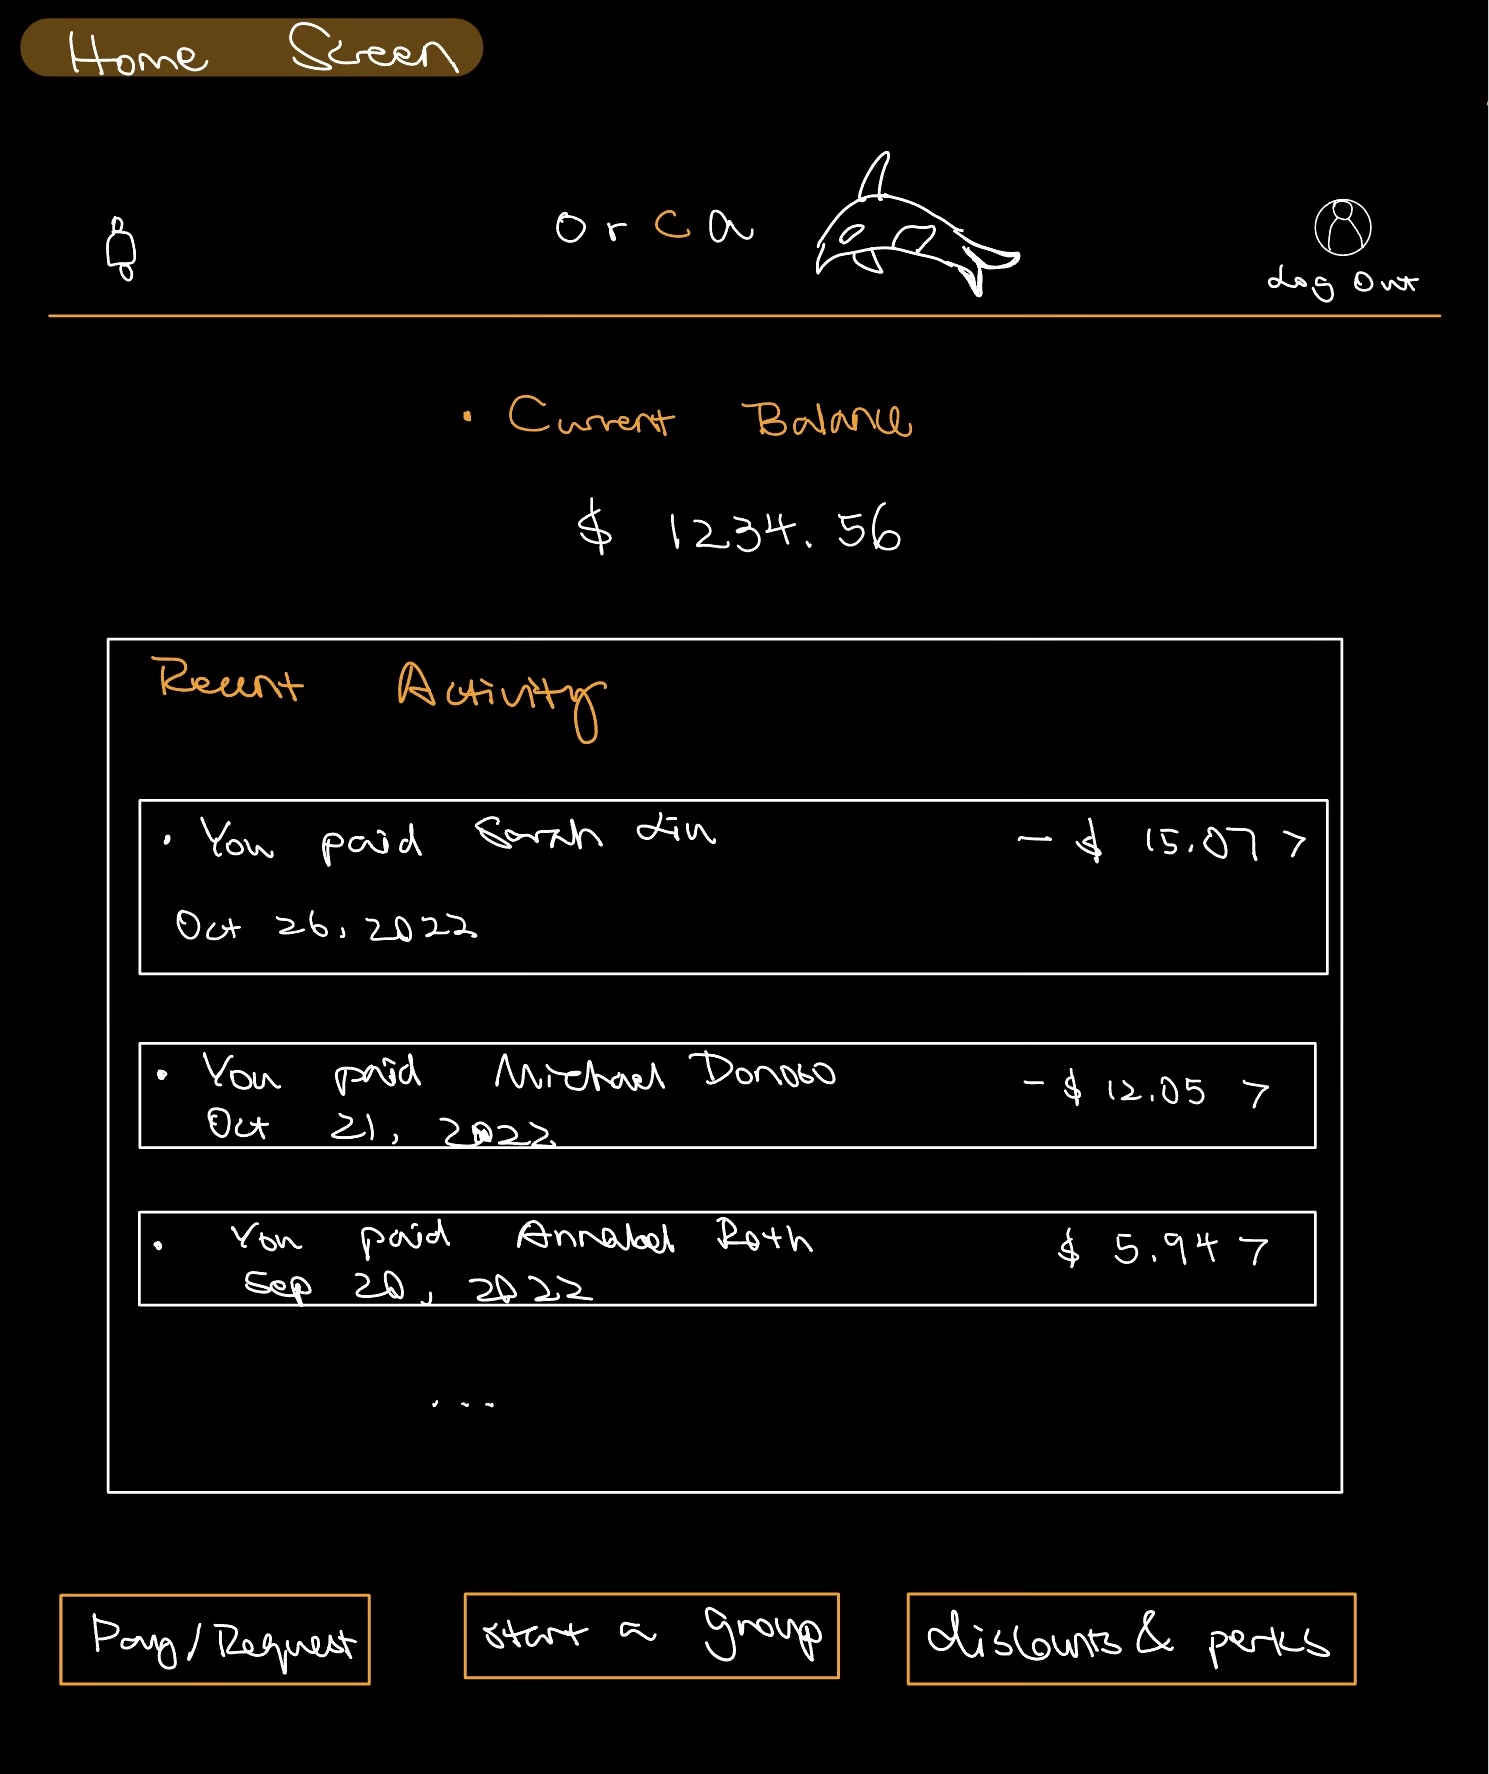 Home Screen
orca
Log Out
• Current Balance
$ 1234.56
Recent Activity
• You paid Sarah Lin - $ 15.07 >
Oct 26, 2022
• You paid Michael Donoso - $ 12.05 >
Oct 21, 2022
• You paid Annabel Roth $ 5.94 >
Sep 20, 2022
...
Pay/Request
start a group
discounts & perks